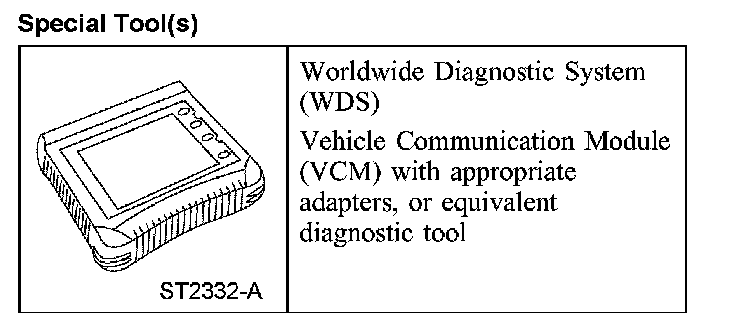 Special Tool(s)
Worldwide Diagnostic System
(WDS)
Vehicle Communication Module
(VCM) with appropriate
adapters, or equivalent
diagnostic tool
ST2332-A